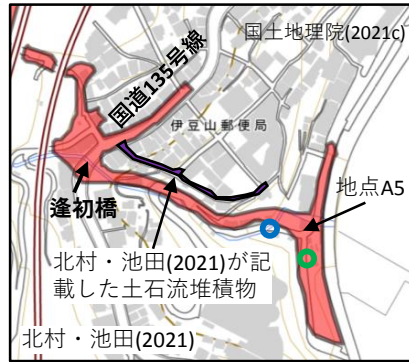 国土地理院(2021c)
国道135号線
伊豆山郵便局
逢初橋
地点A5
北村・池田(2021)が記
載した土石流堆積物
北村・池田(2021)